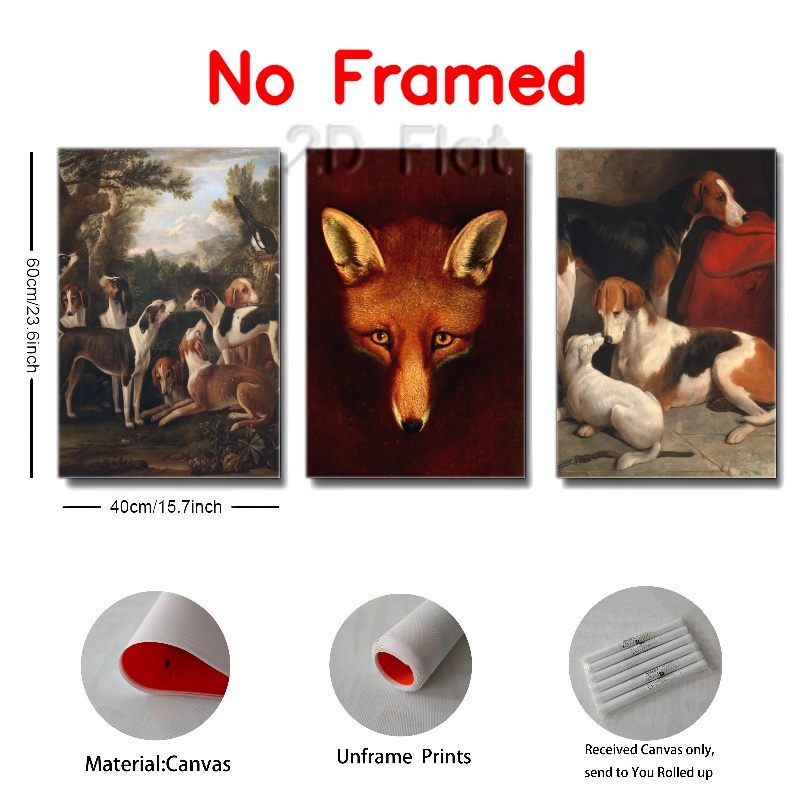 No Framed
2D Flat
60cm/23.6inch
40cm/15.7inch
Material:Canvas
Unframe Prints
Received Canvas only,
send to You Rolled up